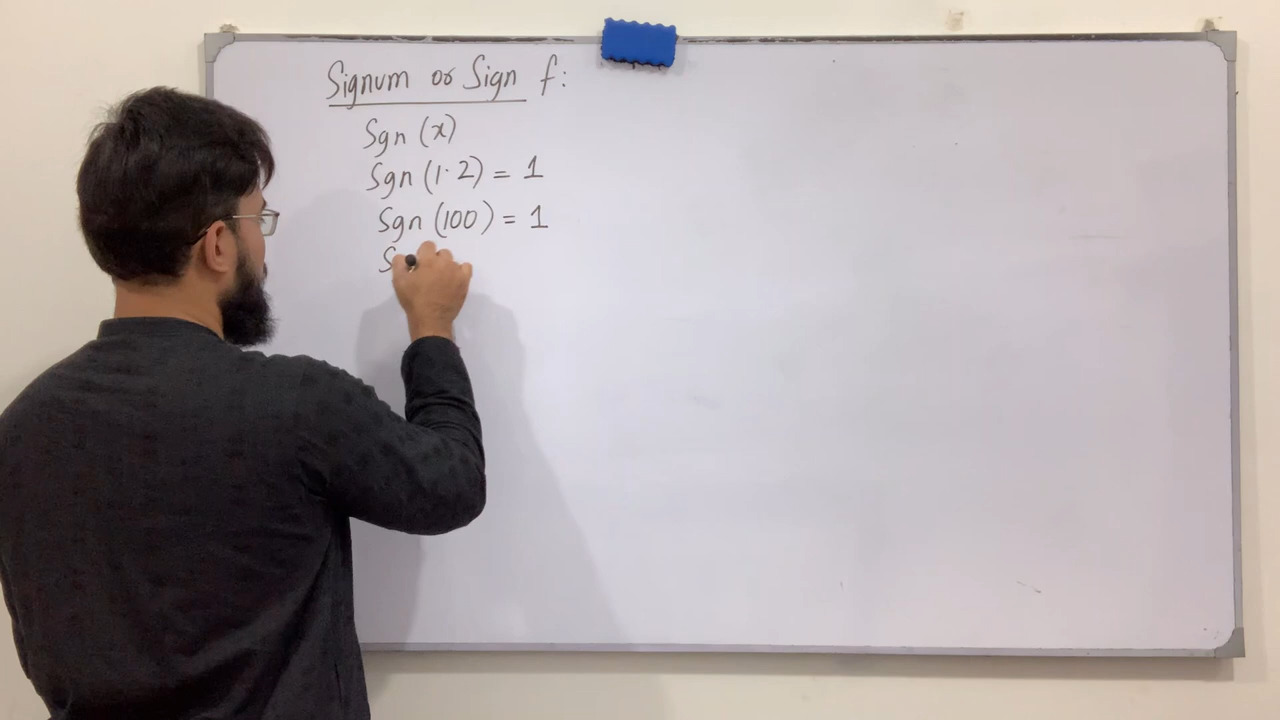 Signum or Sign f:
Sgn (x)
Sgn (1.2) = 1
Sgn (100) = 1
S